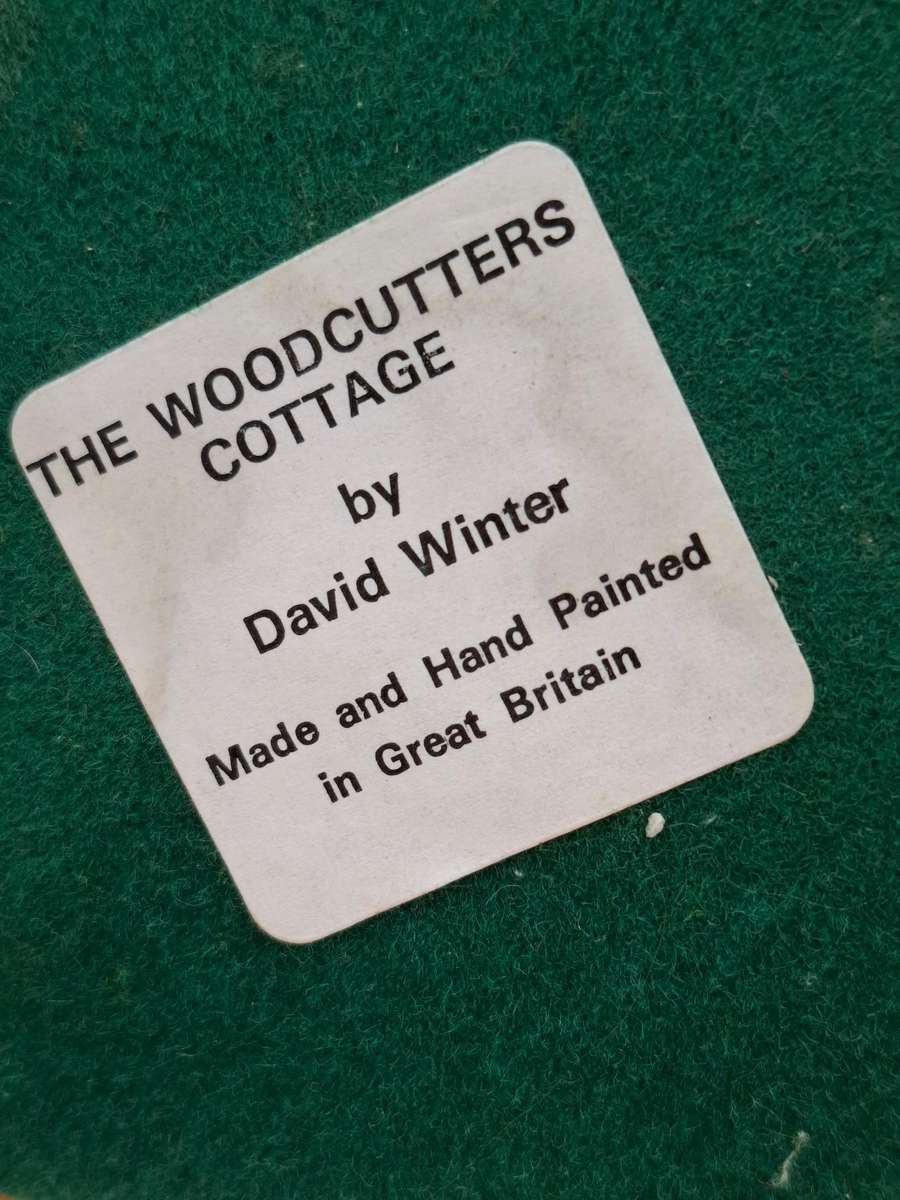 THE WOODCUTTERS
COTTAGE
by
David Winter
Made and Hand Painted
in Great Britain